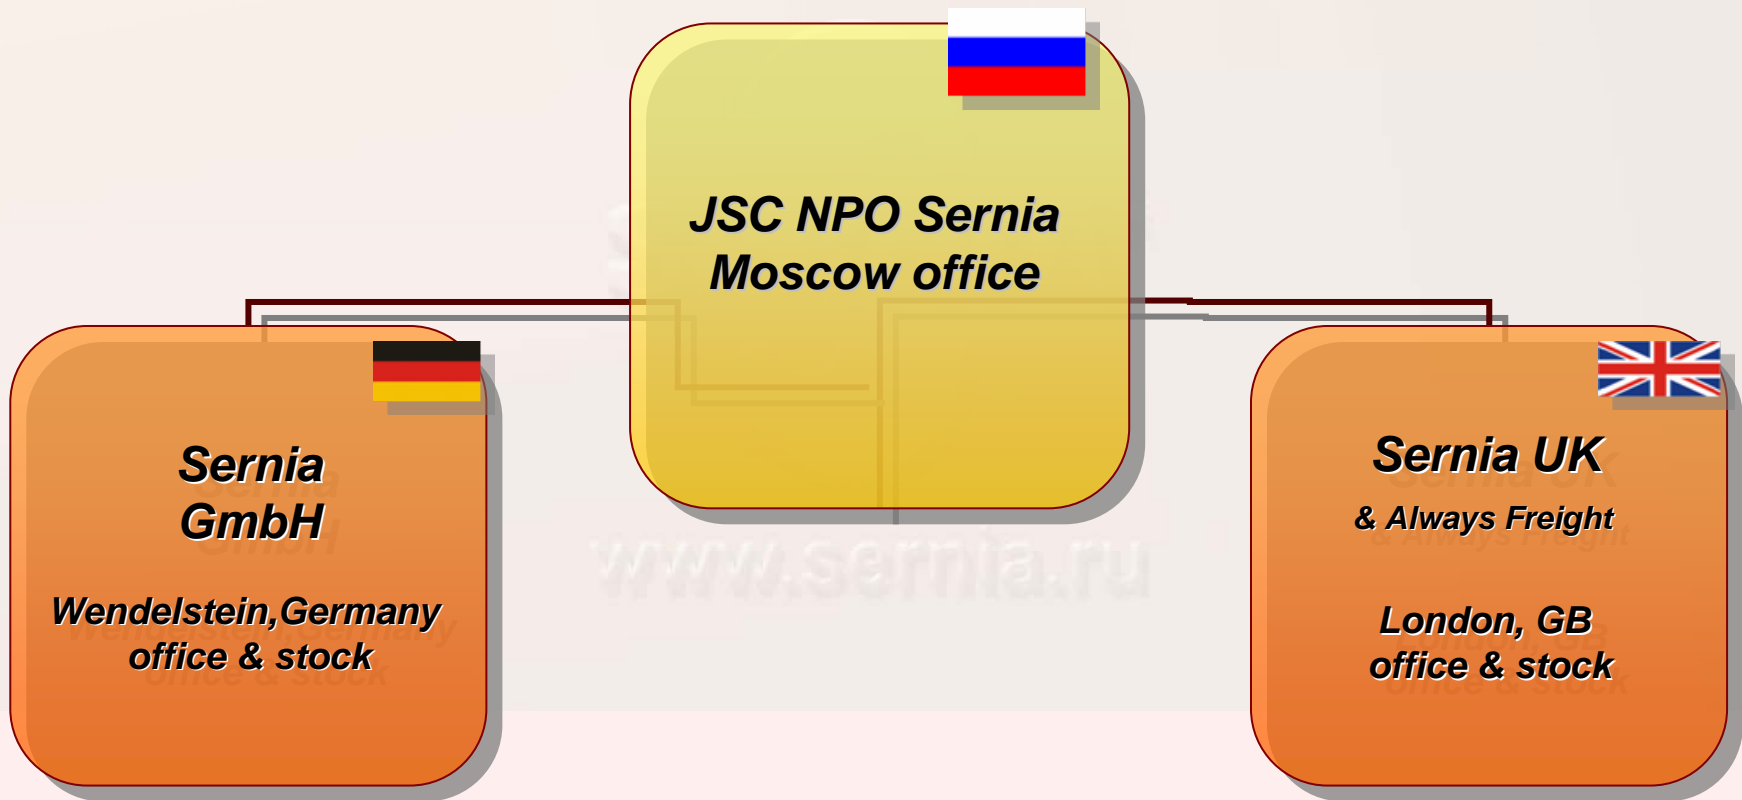 JSC NPO Sernia
Moscow office
Sernia
GmbH
Wendelstein,Germany
office & stock
Sernia UK
& Always Freight
London, GB
office & stock
www.sernia.ru